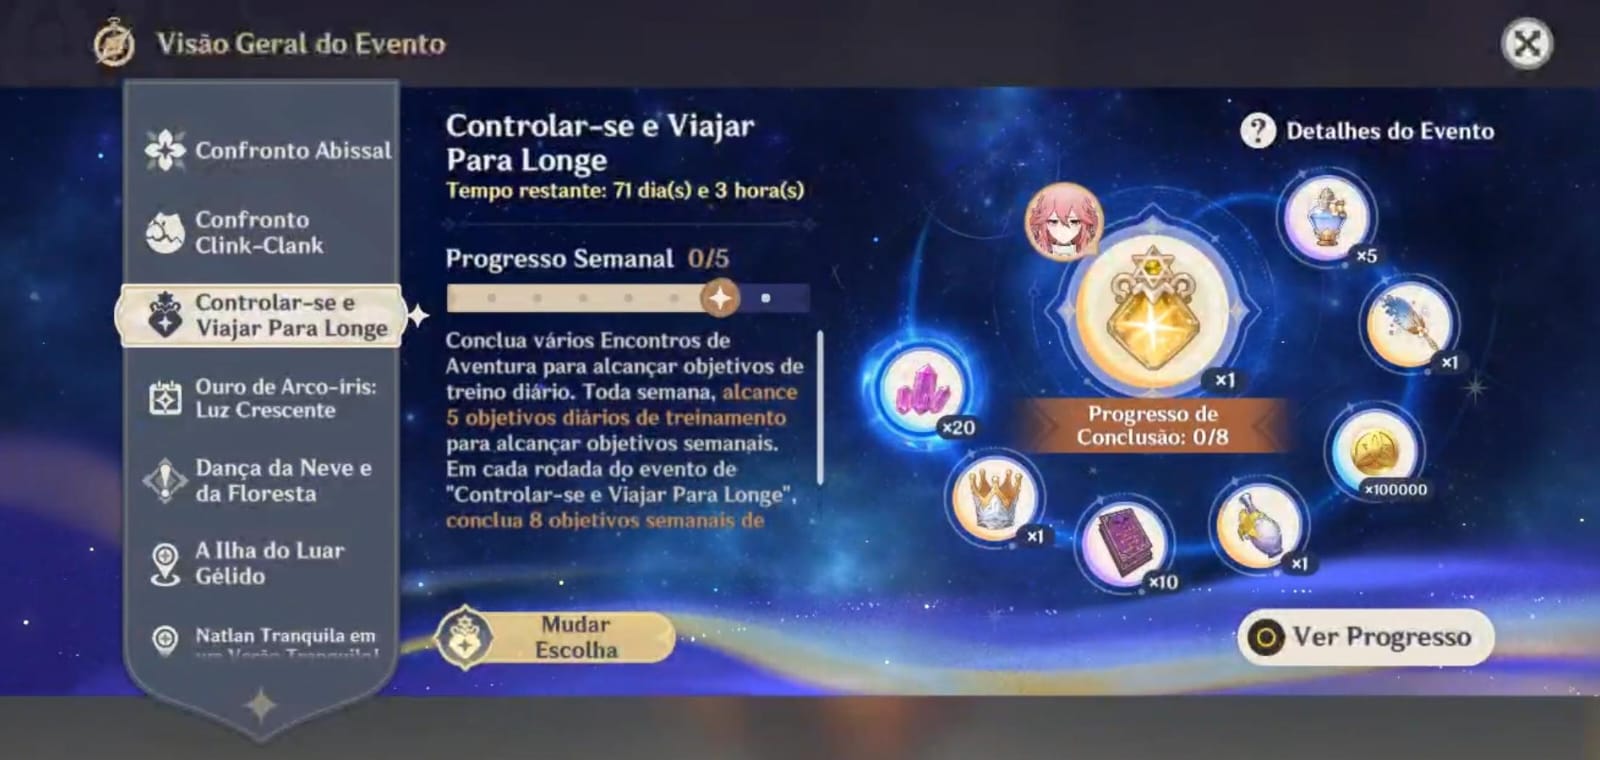 Visão Geral do Evento
Confronto Abissal
Confronto
Clink-Clank
Controlar-se e
Viajar Para Longe
Ouro de Arco-íris:
Luz Crescente
Dança da Neve e
da Floresta
A Ilha do Luar
Gélido
Natlan Tranquila em
um Verão Tranquilo!
Controlar-se e Viajar
Para Longe
Tempo restante: 71 dia(s) e 3 hora(s)
Progresso Semanal 0/5
Conclua vários Encontros de
Aventura para alcançar objetivos de
treino diário. Toda semana, alcance
5 objetivos diários de treinamento
para alcançar objetivos semanais.
Em cada rodada do evento de
"Controlar-se e Viajar Para Longe",
conclua 8 objetivos semanais de
Mudar
Escolha
? Detalhes do Evento
×5
×1
×100000
×1
×10
×1
×20
×1
Progresso de
Conclusão: 0/8
Ver Progresso